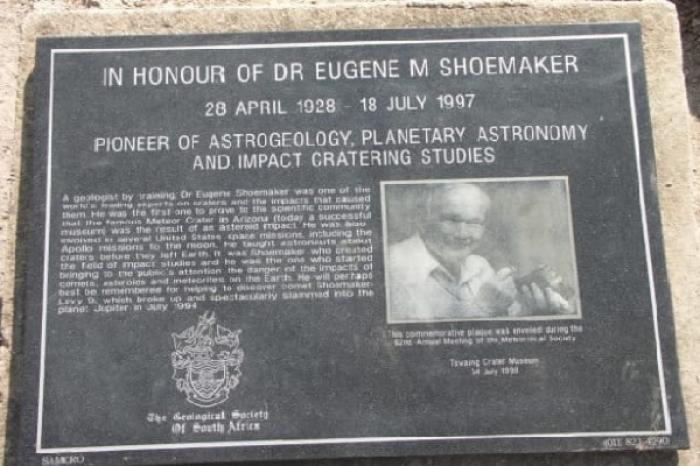 IN HONOUR OF DR EUGENE M SHOEMAKER
28 APRIL 1928 - 18 JULY 1997
PIONEER OF ASTROGEOLOGY, PLANETARY ASTRONOMY
AND IMPACT CRATERING STUDIES
A geologist by training, Dr Eugene Shoemaker was one of the
world's leading experts on craters and the impacts that caused
them. He was the first one to prove to the scientific community
that the famous Meteor Crater in Arizona (today a successful
museum) was the result of an asteroid impact. He was also
involved in several United States space missions, including the
Apollo missions to the moon. He taught astronauts about
craters before they left Earth. It was Shoemaker who created
the field of impact studies and he was the one who started
bringing to the public's attention the danger of the impacts of
comets, asteroids and meteorites on the Earth. He will perhaps
best be remembered for helping to discover comet Shoemaker-
Levy 9, which broke up and spectacularly slammed into the
planet Jupiter in July 1994
This commemorative plaque was unveiled during the
Annual Meeting of the Meteoritical Society
Tswaing Crater Museum
July 1999
The Geological Society
Of South Africa
SAMCRO
(011 823-4290)